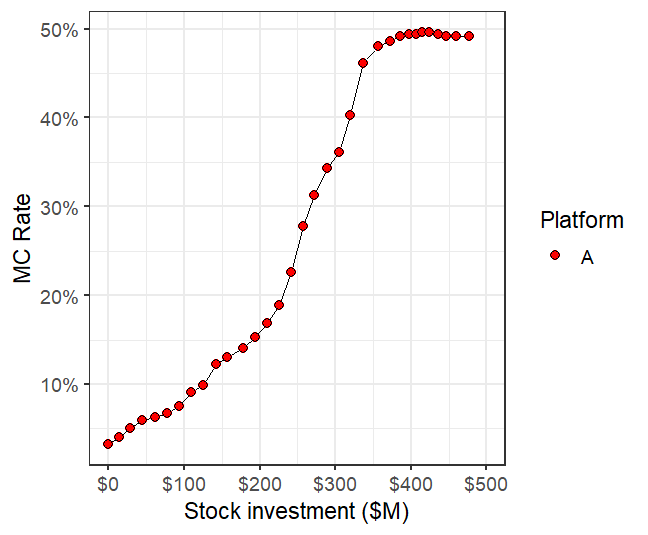 50%
40%
30%
20%
10%
MC Rate
$0 $100 $200 $300 $400 $500
Stock investment ($M)
Platform
A